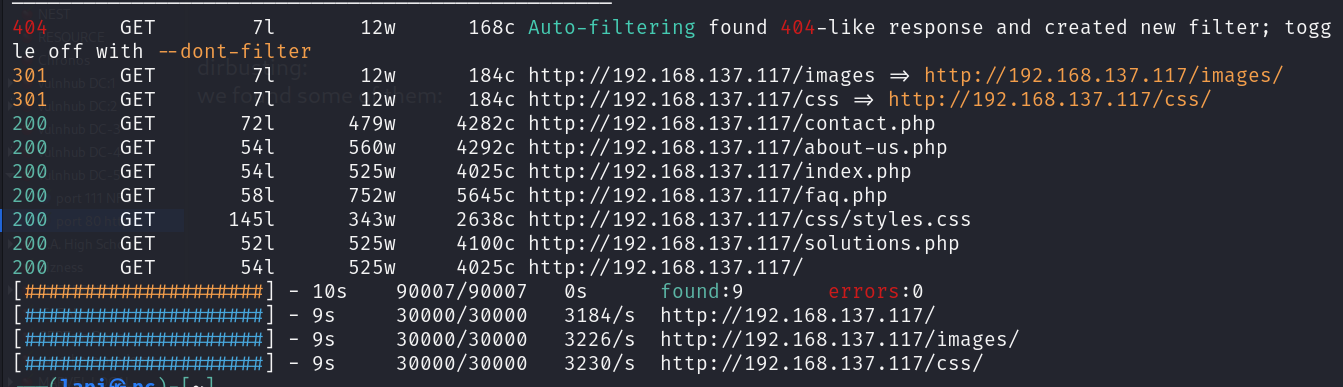 404      GET        7l       12w      168c Auto-filtering found 404-like response and created new filter; togg
le off with --dont-filter
301      GET        7l       12w      184c http://192.168.137.117/images => http://192.168.137.117/images/
301      GET        7l       12w      184c http://192.168.137.117/css => http://192.168.137.117/css/
200      GET       72l      479w     4282c http://192.168.137.117/contact.php
200      GET       54l      560w     4292c http://192.168.137.117/about-us.php
200      GET       54l      525w     4025c http://192.168.137.117/index.php
200      GET       58l      752w     5645c http://192.168.137.117/faq.php
200      GET      145l      343w     2638c http://192.168.137.117/css/styles.css
200      GET       52l      525w     4100c http://192.168.137.117/solutions.php
200      GET       54l      525w     4025c http://192.168.137.117/
[####################] - 10s    90007/90007   0s      found:9       errors:0
[####################] - 9s     30000/30000   3184/s  http://192.168.137.117/
[####################] - 9s     30000/30000   3226/s  http://192.168.137.117/images/
[####################] - 9s     30000/30000   3230/s  http://192.168.137.117/css/